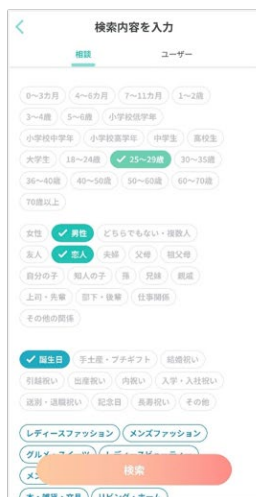 検索内容を入力
相談 ユーザー
0〜3カ月 4〜6カ月 7〜11カ月 1〜2歳
3〜4歳 5〜6歳 小学校低学年
小学校中学年 小学校高学年 中学生 高校生
大学生 18〜24歳 25〜29歳 30〜35歳
36〜40歳 40〜50歳 50〜60歳 60〜70歳
70歳以上
女性 男性 どちらでもない・複数人
友人 恋人 夫婦 父母 祖父母
自分の子 知人の子 孫 兄妹 親戚
上司・先輩 部下・後輩 仕事関係
その他の関係
誕生日 手土産・プチギフト 結婚祝い
引越祝い 出産祝い 内祝い 入学・入社祝い
送別・退職祝い 記念日 長寿祝い その他
レディースファッション メンズファッション
検索